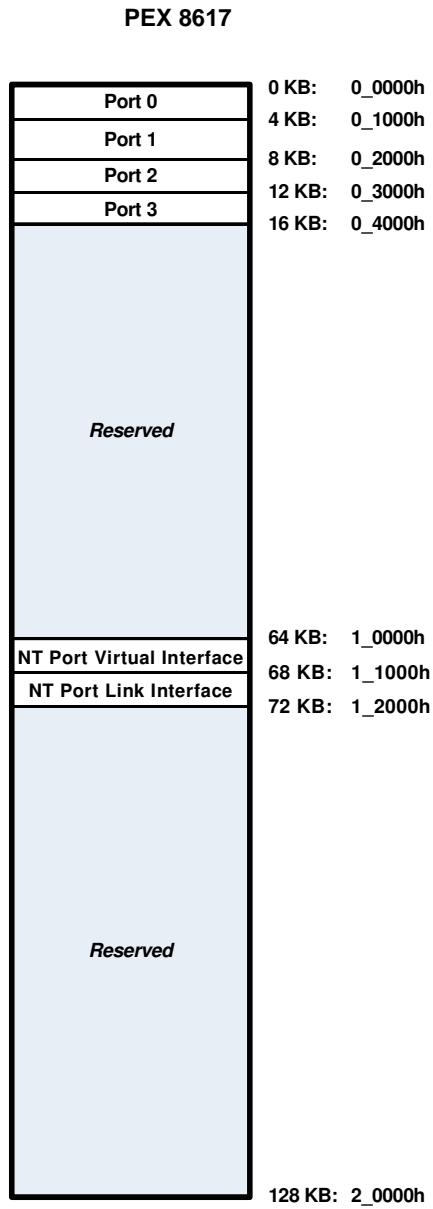 PEX 8617
0 KB: 0_0000h
Port 0
4 KB: 0_1000h
Port 1
8 KB: 0_2000h
Port 2
12 KB: 0_3000h
Port 3
16 KB: 0_4000h
Reserved
64 KB: 1_0000h
NT Port Virtual Interface
68 KB: 1_1000h
NT Port Link Interface
72 KB: 1_2000h
Reserved
128 KB: 2_0000h